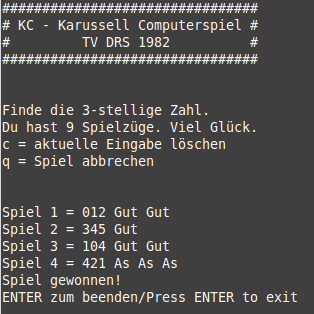 ################################
# KC - Karussell Computerspiel #
#         TV DRS 1982          #
################################
Finde die 3-stellige Zahl.
Du hast 9 Spielzüge. Viel Glück.
c = aktuelle Eingabe löschen
q = Spiel abbrechen
Spiel 1 = 012 Gut Gut
Spiel 2 = 345 Gut
Spiel 3 = 104 Gut Gut
Spiel 4 = 421 As As As
Spiel gewonnen!
ENTER zum beenden/Press ENTER to exit